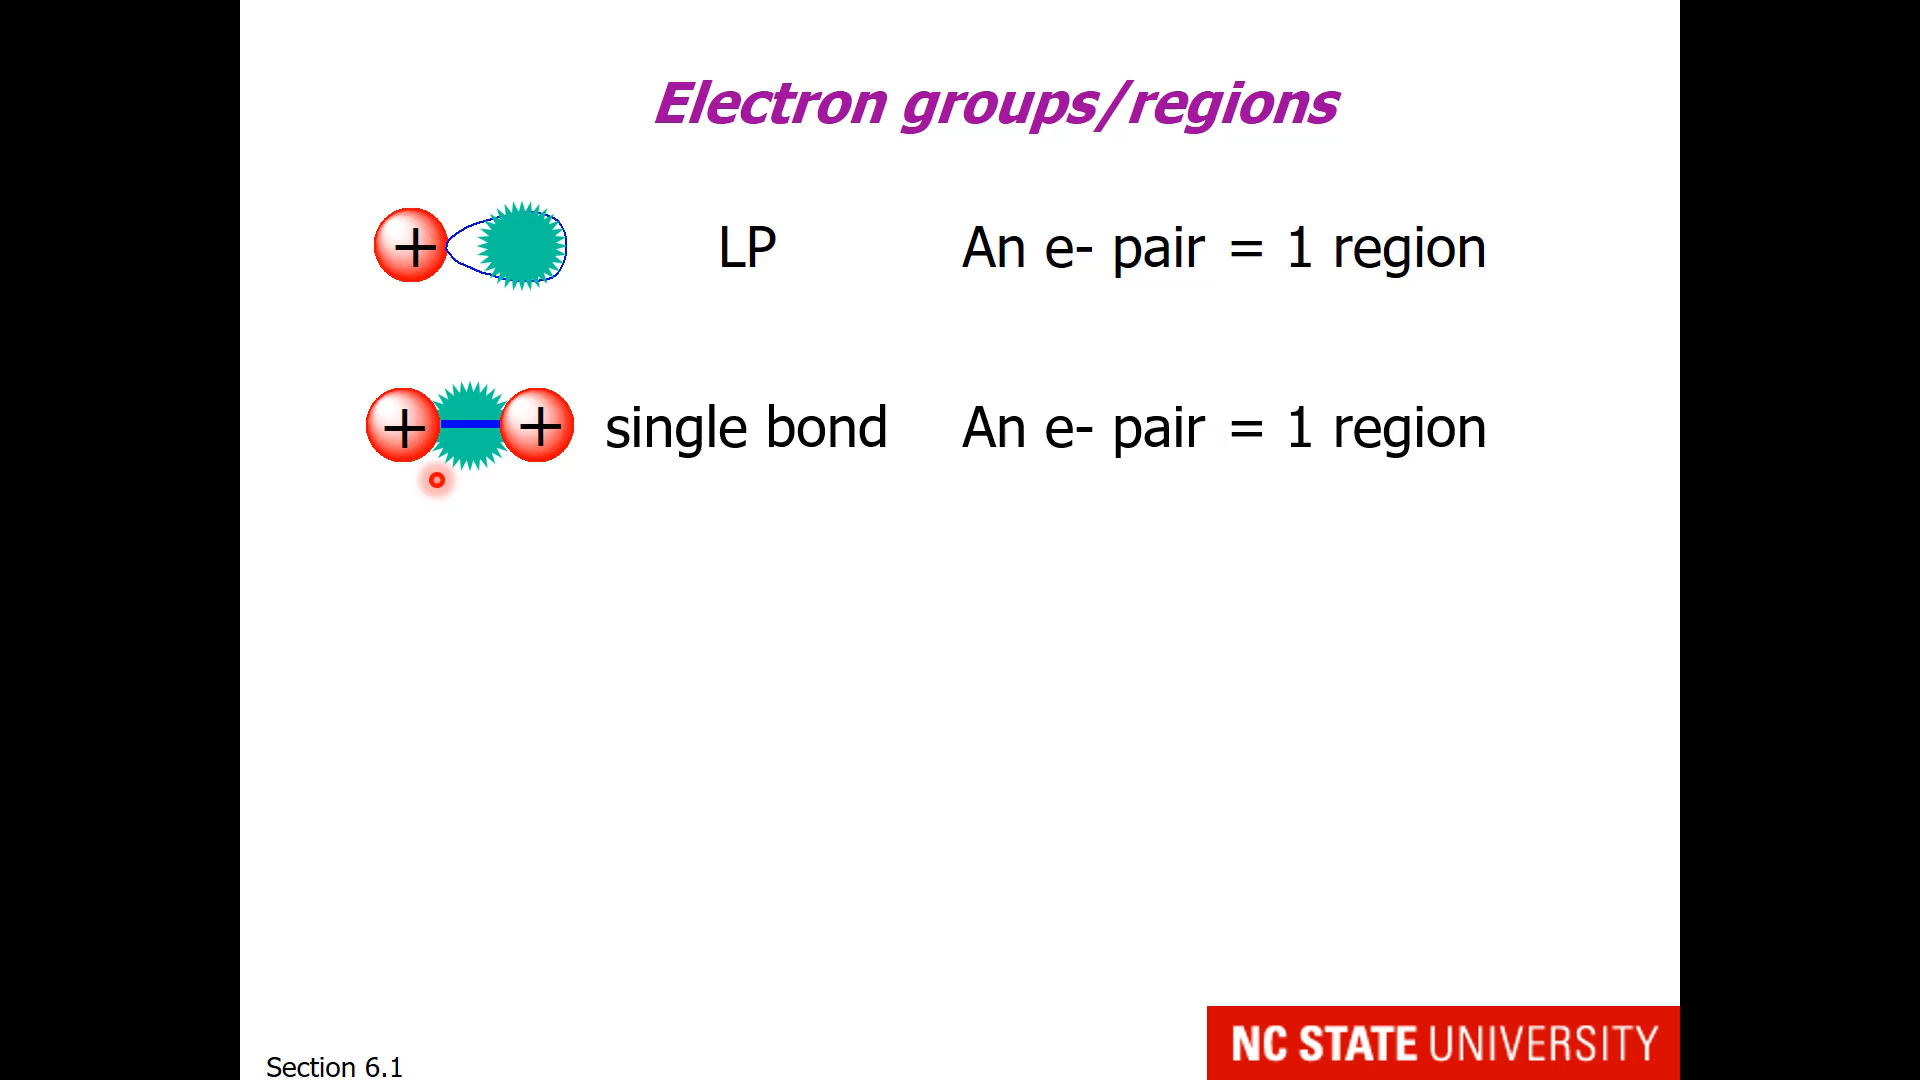 Electron groups/regions
+ LP An e- pair = 1 region
+ + single bond An e- pair = 1 region
Section 6.1
NC STATE UNIVERSITY